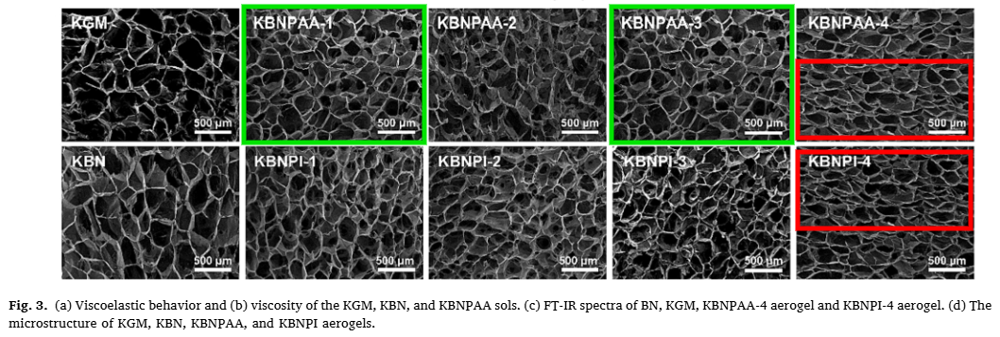 KGM KBNPAA-1 KBNPAA-2 KBNPAA-3 KBNPAA-4
500 μm 500 μm 500 μm 500 μm 500 μm
KBN KBNPI-1 KBNPI-2 KBNPI-3 KBNPI-4
500 μm 500 μm 500 μm 500 μm 500 μm
Fig. 3. (a) Viscoelastic behavior and (b) viscosity of the KGM, KBN, and KBNPAA sols. (c) FT-IR spectra of BN, KGM, KBNPAA-4 aerogel and KBNPI-4 aerogel. (d) The
microstructure of KGM, KBN, KBNPAA, and KBNPI aerogels.